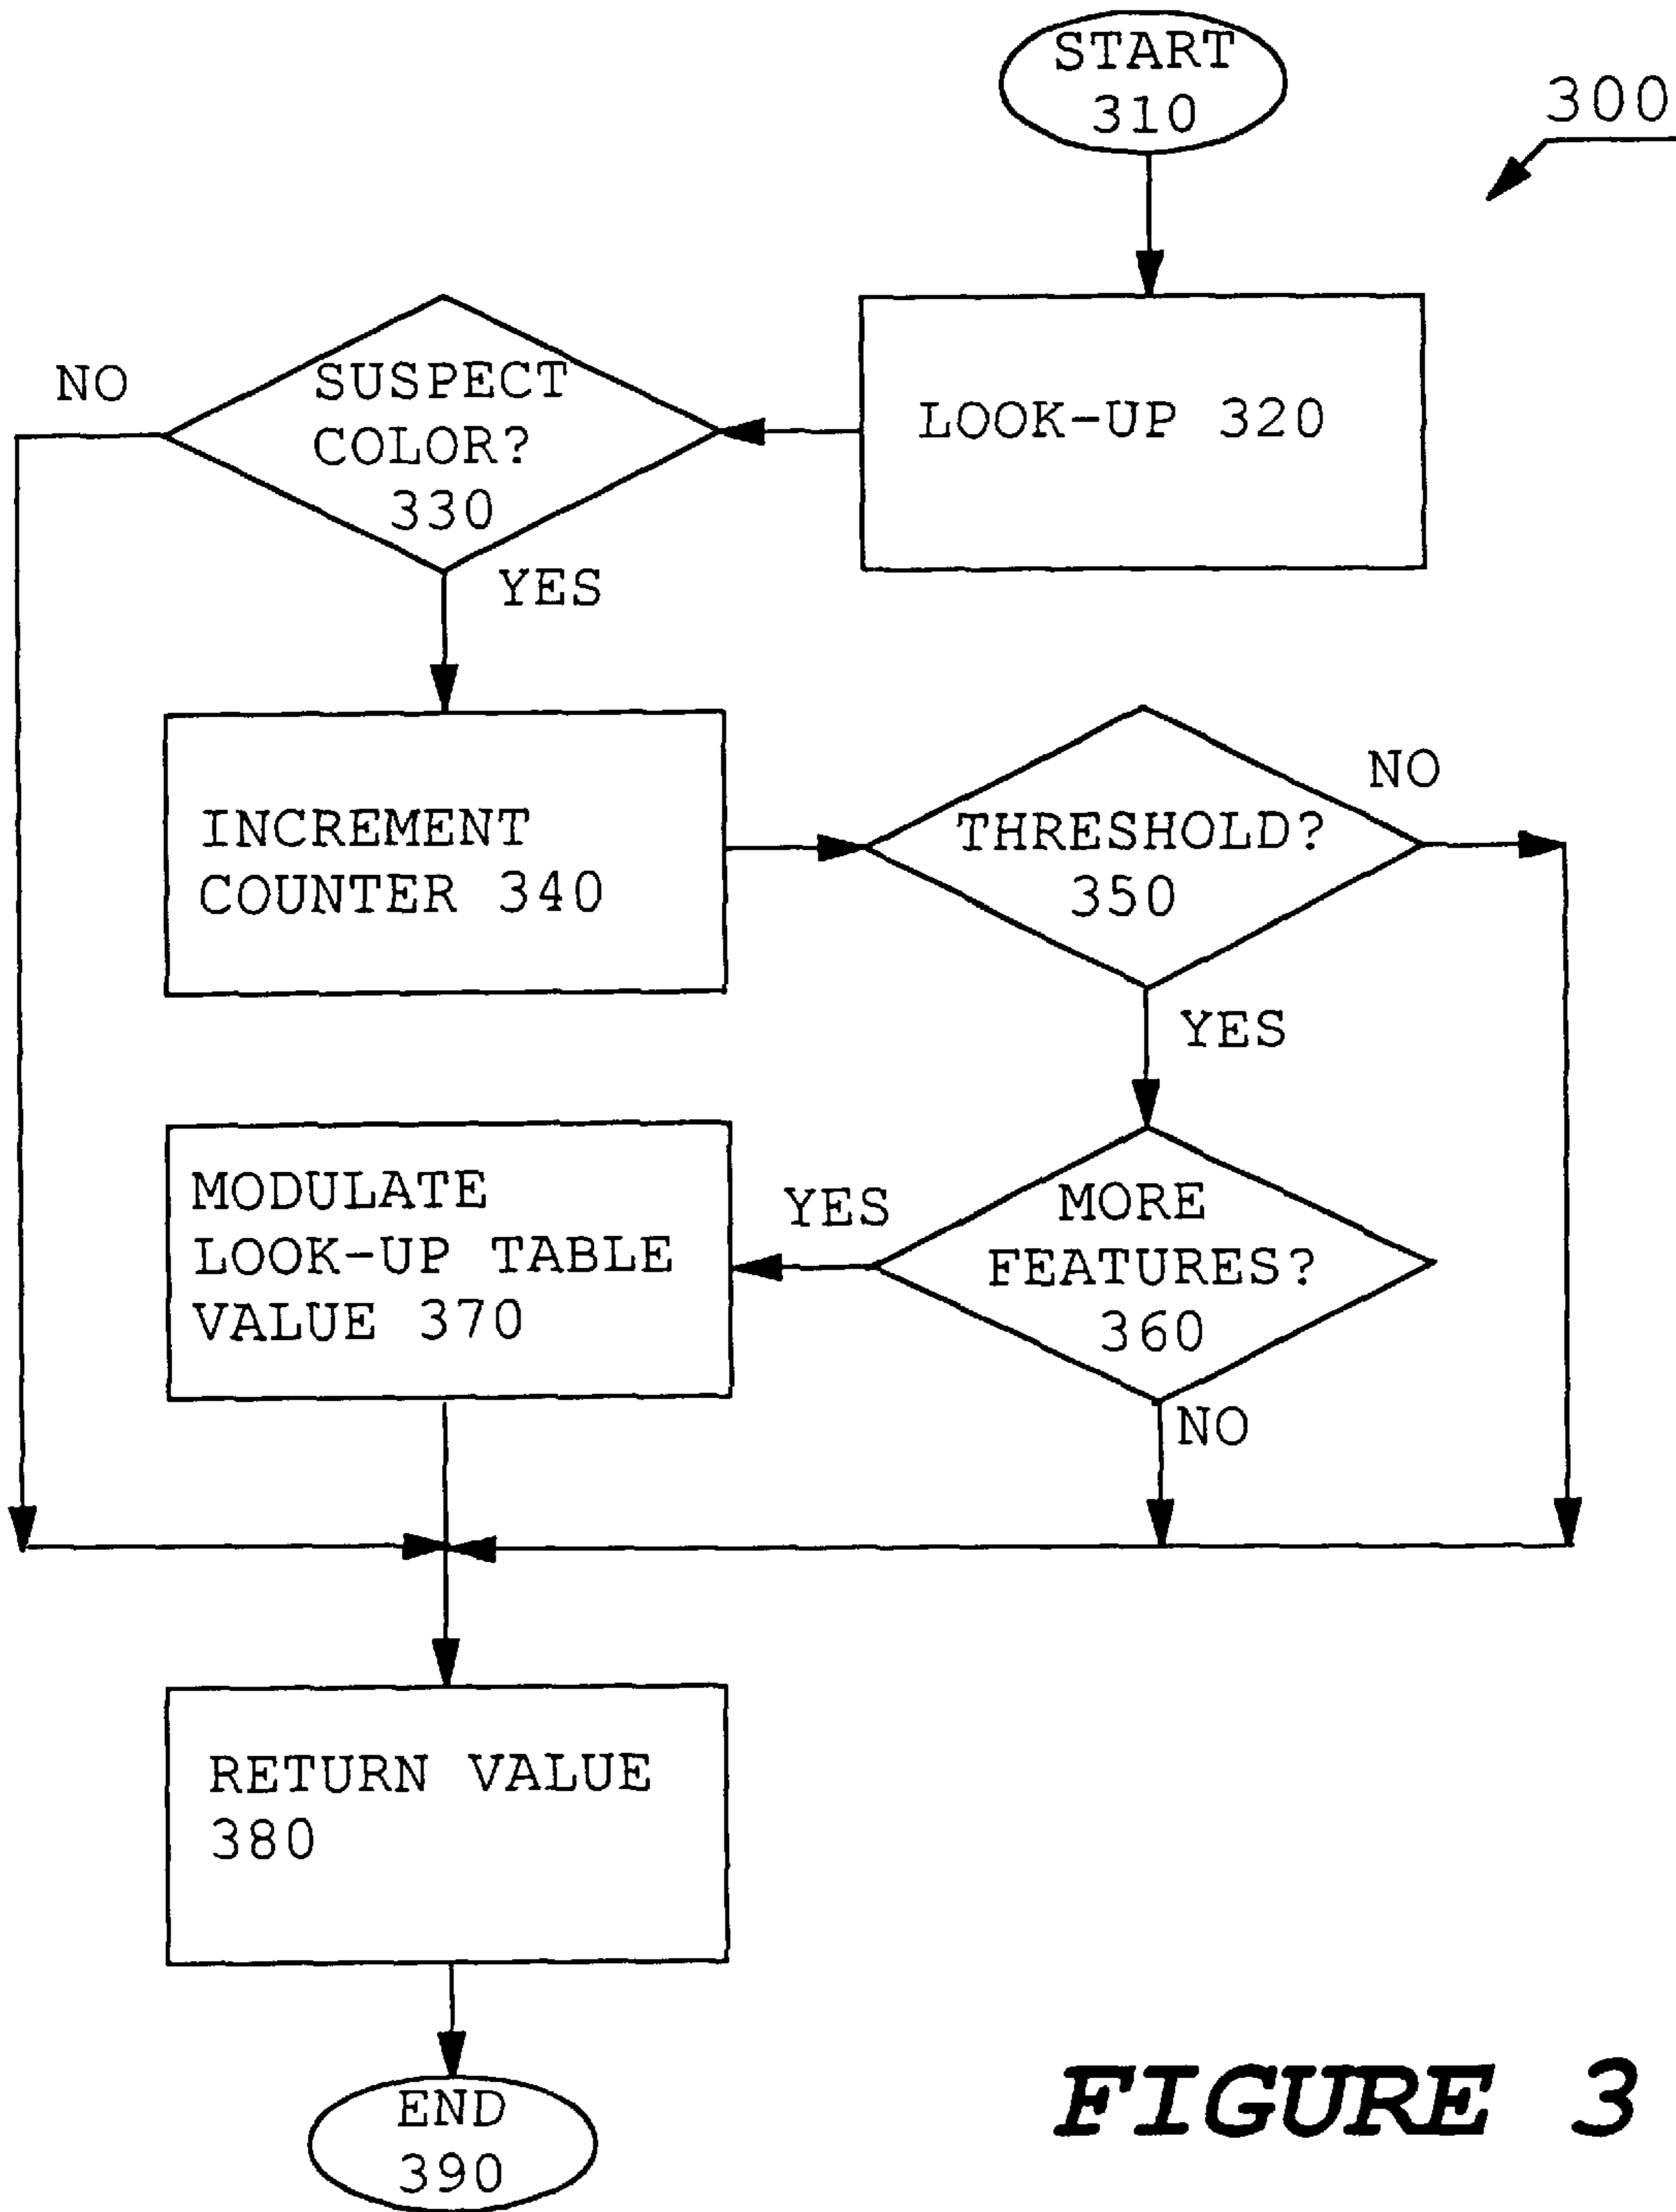 START
310
300
LOOK-UP 320
SUSPECT
COLOR?
330
NO
YES
INCREMENT
COUNTER 340
THRESHOLD?
350
NO
YES
MORE
FEATURES?
360
YES
NO
MODULATE
LOOK-UP TABLE
VALUE 370
RETURN VALUE
380
END
390
FIGURE 3